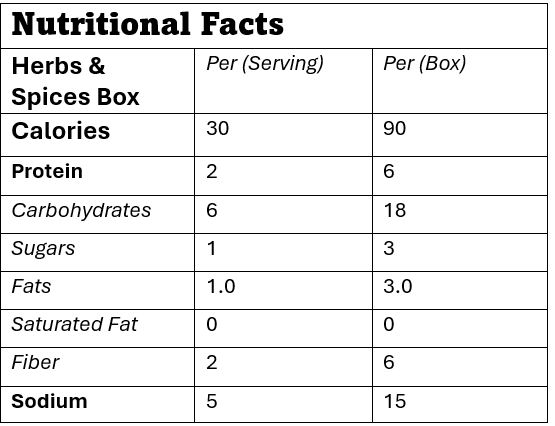 Nutritional Facts
Herbs & Spices Box Per (Serving) Per (Box)
Calories 30 90
Protein 2 6
Carbohydrates 6 18
Sugars 1 3
Fats 1.0 3.0
Saturated Fat 0 0
Fiber 2 6
Sodium 5 15